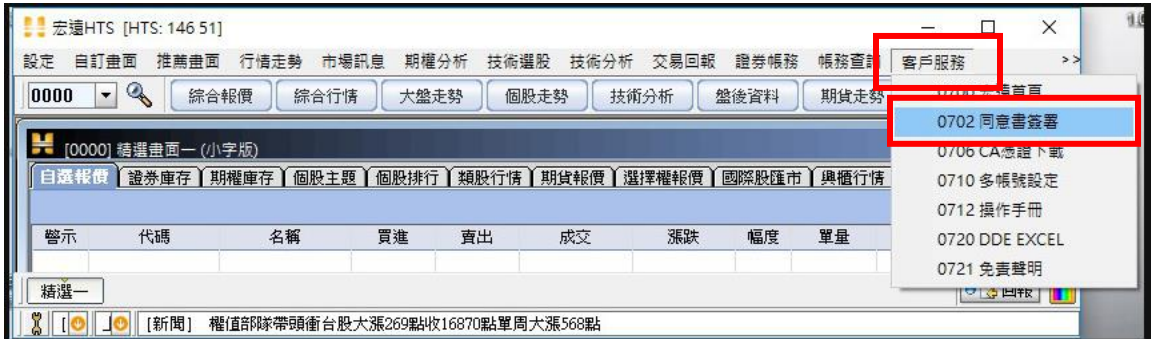 宏遠HTS [HTS: 146 51]
設定 自訂畫面 推薦畫面 行情走勢 市場訊息 期權分析 技術選股 技術分析 交易回報 證券帳務 帳務查詢 客戶服務 >>
0000 綜合報價 綜合行情 大盤走勢 個股走勢 技術分析 盤後資料 期貨走勢
0702 同意書簽署
0706 CA憑證下載
0710 多帳號設定
0712 操作手冊
0720 DDE EXCEL
0721 免責聲明
[0000] 精選畫面一 (小字版)
自選報價 證券庫存 期權庫存 個股主題 個股排行 類股行情 期貨報價 選擇權報價 國際股匯市 興櫃行情
警示 代碼 名稱 買進 賣出 成交 漲跌 幅度 單量
精選一 回報
[新聞] 權值部隊帶頭衝台股大漲269點收16870點單周大漲568點